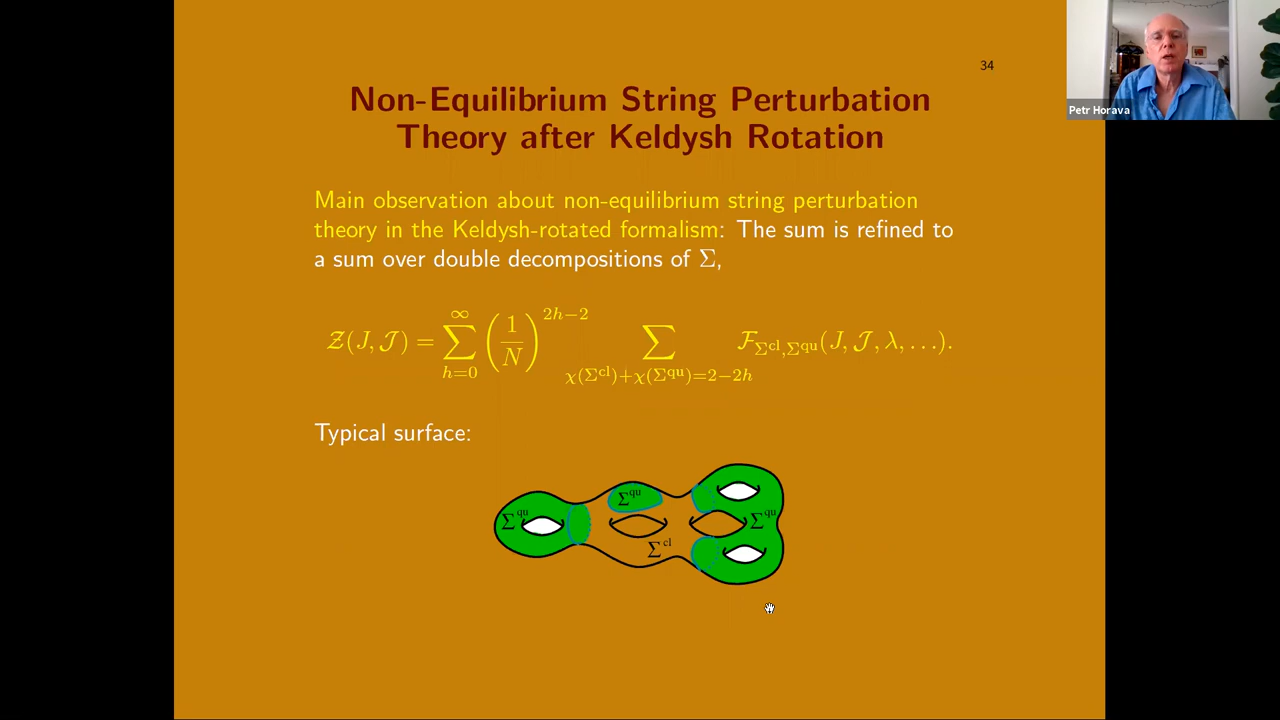 34
Non-Equilibrium String Perturbation
Theory after Keldysh Rotation
Petr Horava
Main observation about non-equilibrium string perturbation
theory in the Keldysh-rotated formalism: The sum is refined to
a sum over double decompositions of Σ,
𝒵(J, 𝒥) = ∑_{h=0}^{∞} (1/N)^{2h−2} ∑_{χ(Σ^{cl})+χ(Σ^{qu})=2−2h} ℱ_{Σ^{cl},Σ^{qu}}(J, 𝒥, λ, …).
Typical surface:
Σ^{qu}
Σ^{qu}
Σ^{qu}
Σ^{cl}